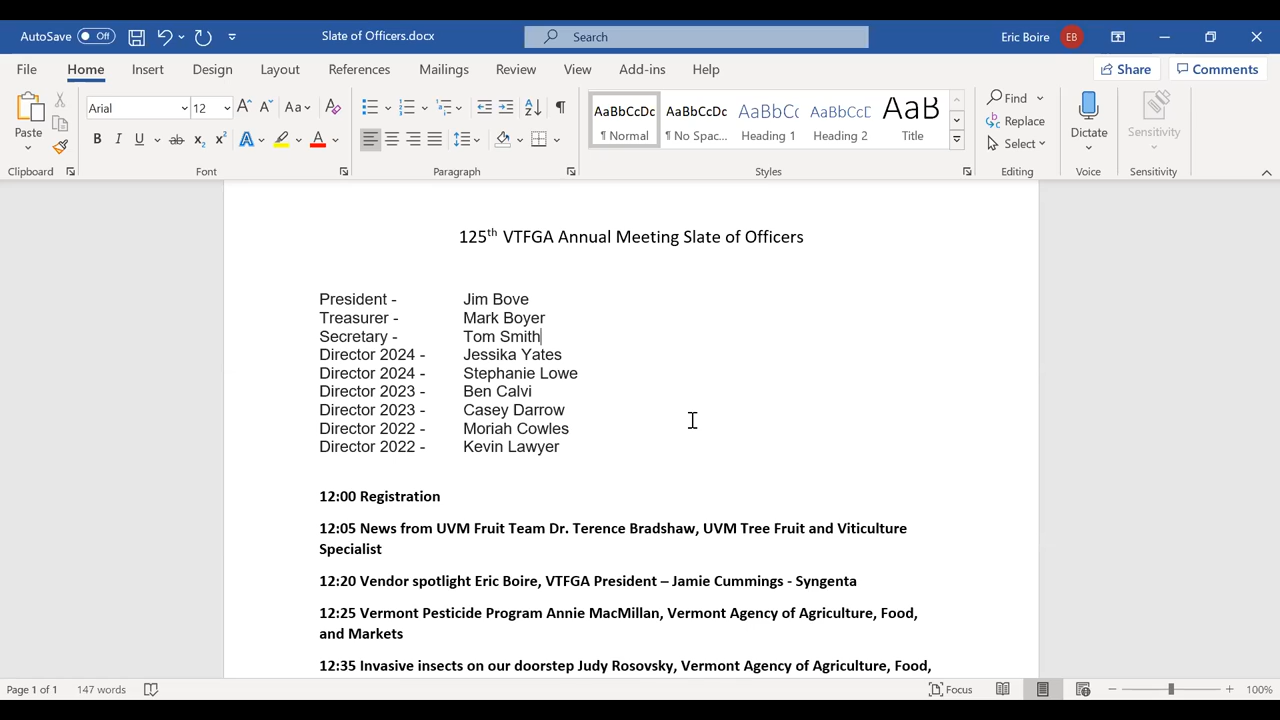 AutoSave Off Slate of Officers.docx Search Eric Boire EB
File Home Insert Design Layout References Mailings Review View Add-ins Help Share Comments
Paste
Clipboard
Arial 12 Aa
B I U ab x₂ x² A A
Font
Paragraph
AaBbCcDc AaBbCcDc AaBbCc AaBbCcD AaB
¶ Normal ¶ No Spac... Heading 1 Heading 2 Title
Styles
Find
Replace
Select
Editing
Dictate
Voice
Sensitivity
Sensitivity
125th VTFGA Annual Meeting Slate of Officers
President - Jim Bove
Treasurer - Mark Boyer
Secretary - Tom Smith
Director 2024 - Jessika Yates
Director 2024 - Stephanie Lowe
Director 2023 - Ben Calvi
Director 2023 - Casey Darrow
Director 2022 - Moriah Cowles
Director 2022 - Kevin Lawyer
12:00 Registration
12:05 News from UVM Fruit Team Dr. Terence Bradshaw, UVM Tree Fruit and Viticulture
Specialist
12:20 Vendor spotlight Eric Boire, VTFGA President – Jamie Cummings - Syngenta
12:25 Vermont Pesticide Program Annie MacMillan, Vermont Agency of Agriculture, Food,
and Markets
12:35 Invasive insects on our doorstep Judy Rosovsky, Vermont Agency of Agriculture, Food,
Page 1 of 1 147 words Focus 100%